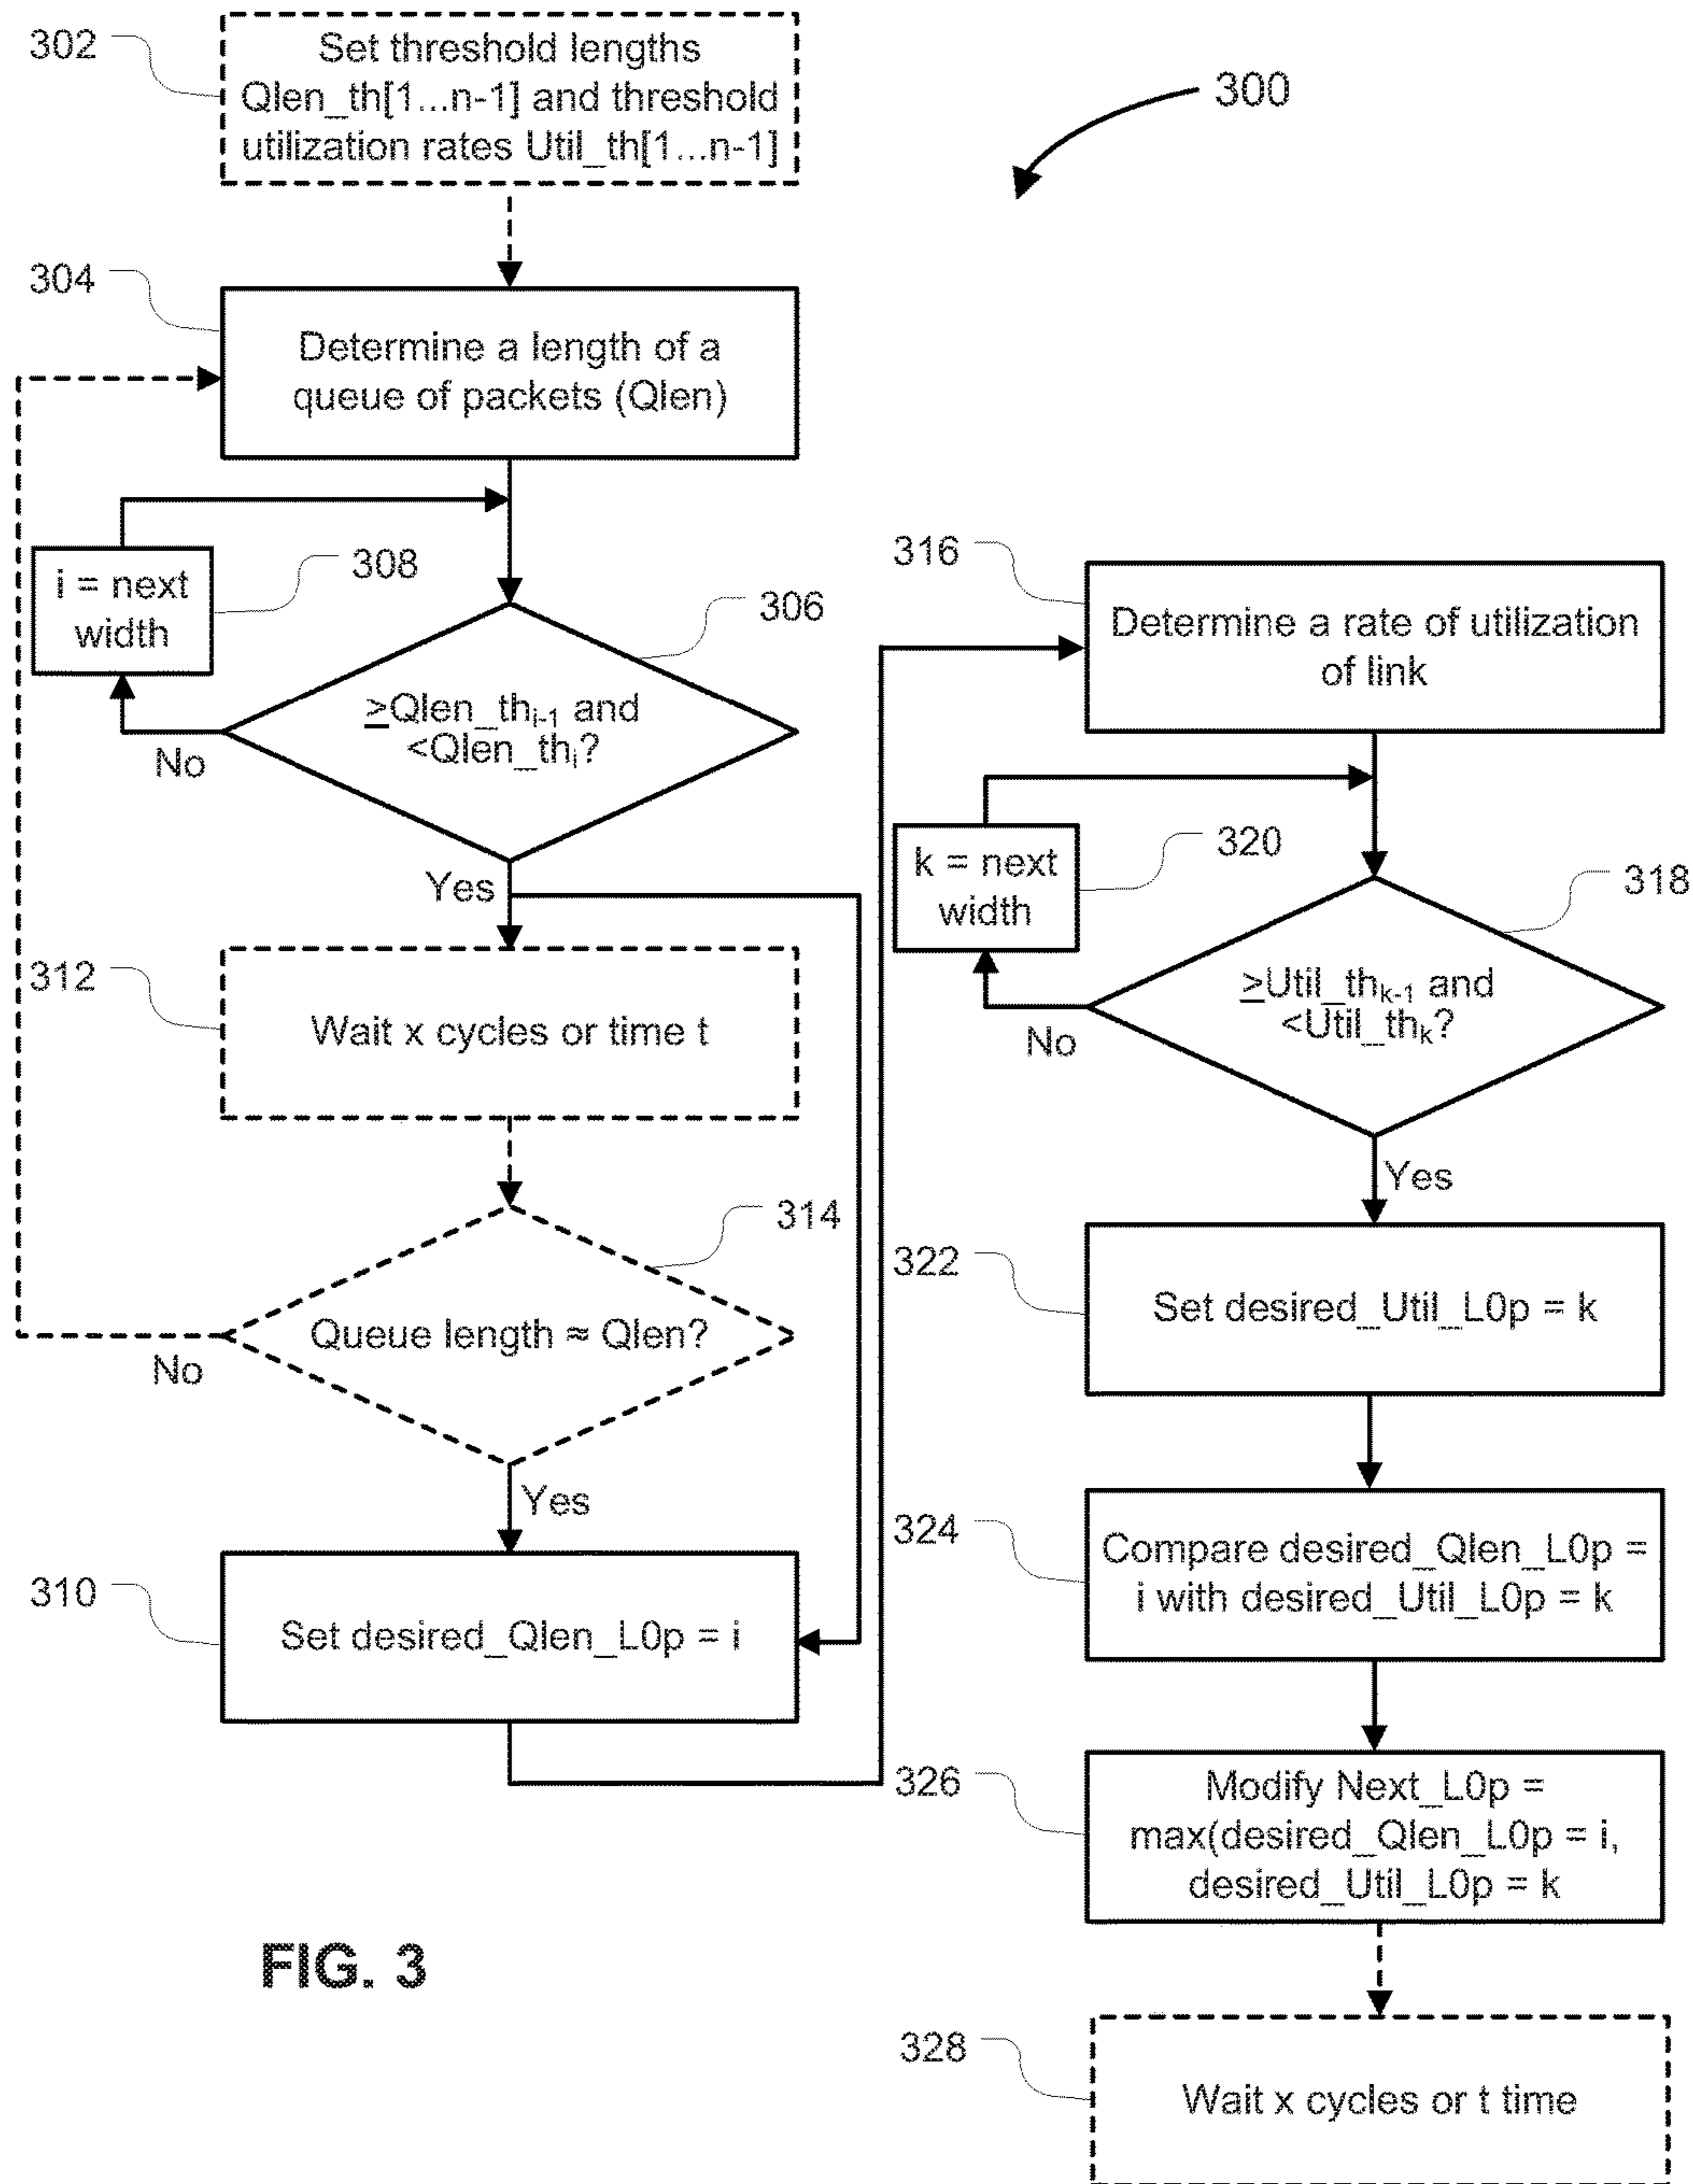 302
Set threshold lengths
Qlen_th[1...n-1] and threshold
utilization rates Util_th[1...n-1]
300
304
Determine a length of a
queue of packets (Qlen)
i = next
width
308
306
≥Qlen_thi-1 and
<Qlen_thi?
No
Yes
312
Wait x cycles or time t
314
Queue length ≈ Qlen?
No
Yes
310
Set desired_Qlen_L0p = i
316
Determine a rate of utilization
of link
k = next
width
320
318
≥Util_thk-1 and
<Util_thk?
No
Yes
322
Set desired_Util_L0p = k
324
Compare desired_Qlen_L0p =
i with desired_Util_L0p = k
326
Modify Next_L0p =
max(desired_Qlen_L0p = i,
desired_Util_L0p = k
328
Wait x cycles or t time
FIG. 3